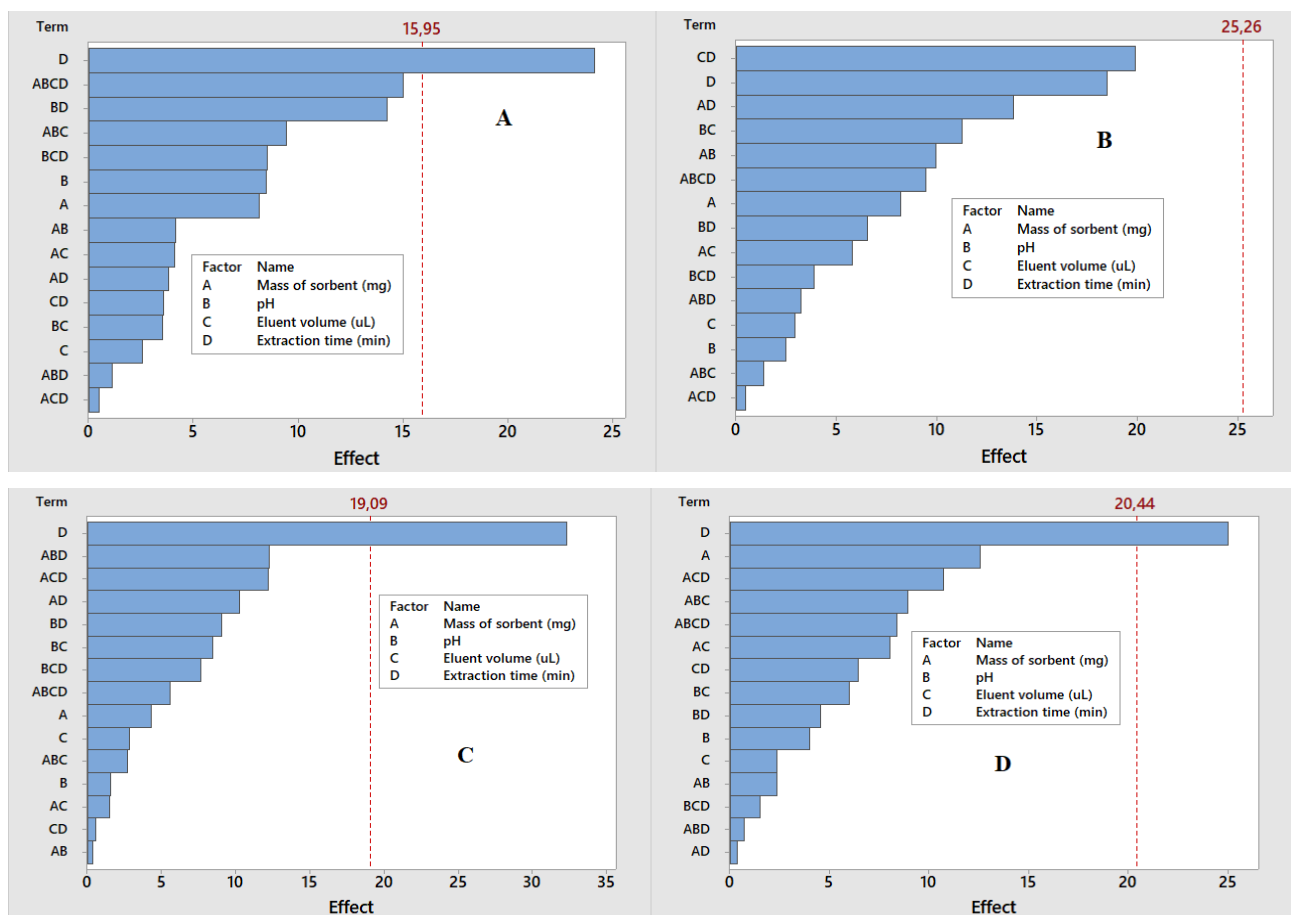 Term
15,95
D
ABCD
BD
ABC
BCD
B
A
AB
AC
AD
CD
BC
C
ABD
ACD
A
Factor Name
A Mass of sorbent (mg)
B pH
C Eluent volume (uL)
D Extraction time (min)
0 5 10 15 20 25
Effect
Term
25,26
CD
D
AD
BC
AB
ABCD
A
BD
AC
BCD
ABD
C
B
ABC
ACD
B
Factor Name
A Mass of sorbent (mg)
B pH
C Eluent volume (uL)
D Extraction time (min)
0 5 10 15 20 25
Effect
Term
19,09
D
ABD
ACD
AD
BD
BC
BCD
ABCD
A
C
ABC
B
AC
CD
AB
Factor Name
A Mass of sorbent (mg)
B pH
C Eluent volume (uL)
D Extraction time (min)
C
0 5 10 15 20 25 30 35
Effect
Term
20,44
D
A
ACD
ABC
ABCD
AC
CD
BC
BD
B
C
AB
BCD
ABD
AD
Factor Name
A Mass of sorbent (mg)
B pH
C Eluent volume (uL)
D Extraction time (min)
D
0 5 10 15 20 25
Effect